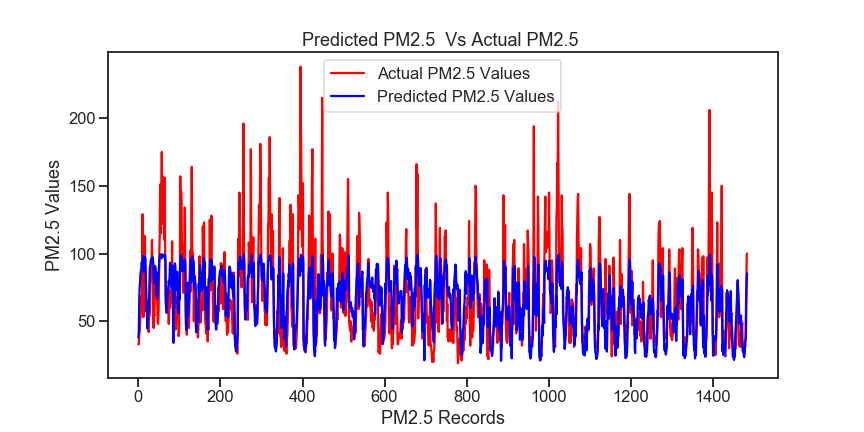 Predicted PM2.5  Vs Actual PM2.5
Actual PM2.5 Values
Predicted PM2.5 Values
PM2.5 Values
200
150
100
50
0 200 400 600 800 1000 1200 1400
PM2.5 Records